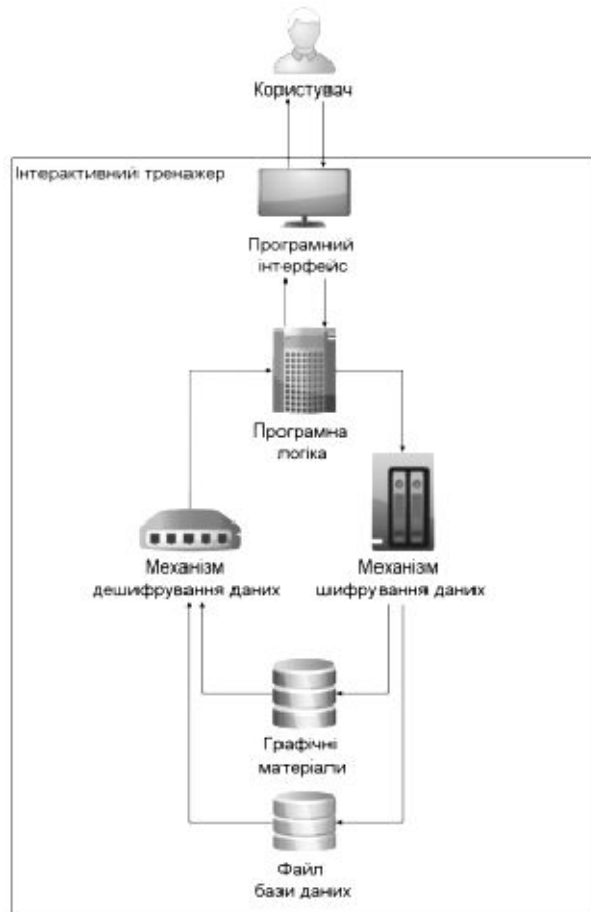 Користувач
Інтерактивний тренажер
Програмний
інтерфейс
Програмна
логіка
Механізм
дешифрування даних
Механізм
шифрування даних
Графічні
матеріали
Файл
бази даних